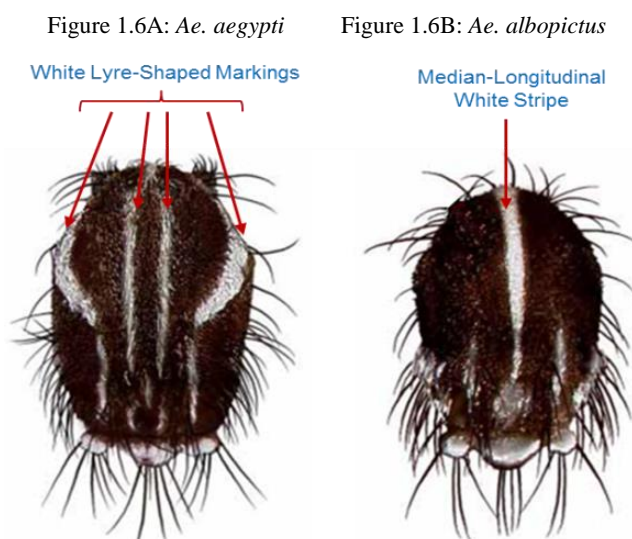 Figure 1.6A: Ae. aegypti
Figure 1.6B: Ae. albopictus
White Lyre-Shaped Markings
Median-Longitudinal
White Stripe